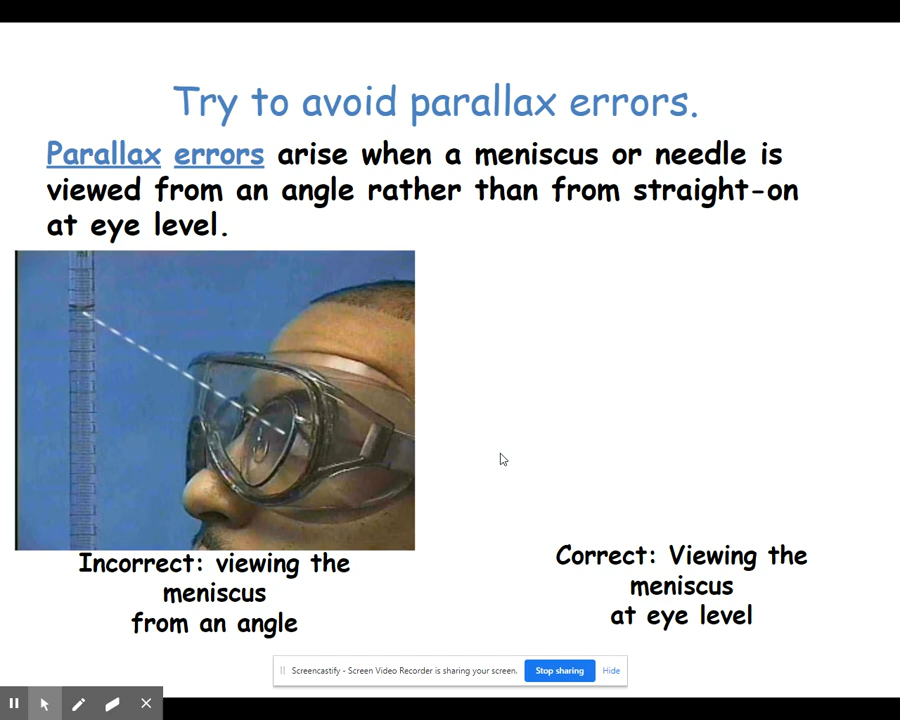 Try to avoid parallax errors.
Parallax errors arise when a meniscus or needle is
viewed from an angle rather than from straight-on
at eye level.
Incorrect: viewing the
meniscus
from an angle
Correct: Viewing the
meniscus
at eye level
Screencastify - Screen Video Recorder is sharing your screen.
Stop sharing
Hide